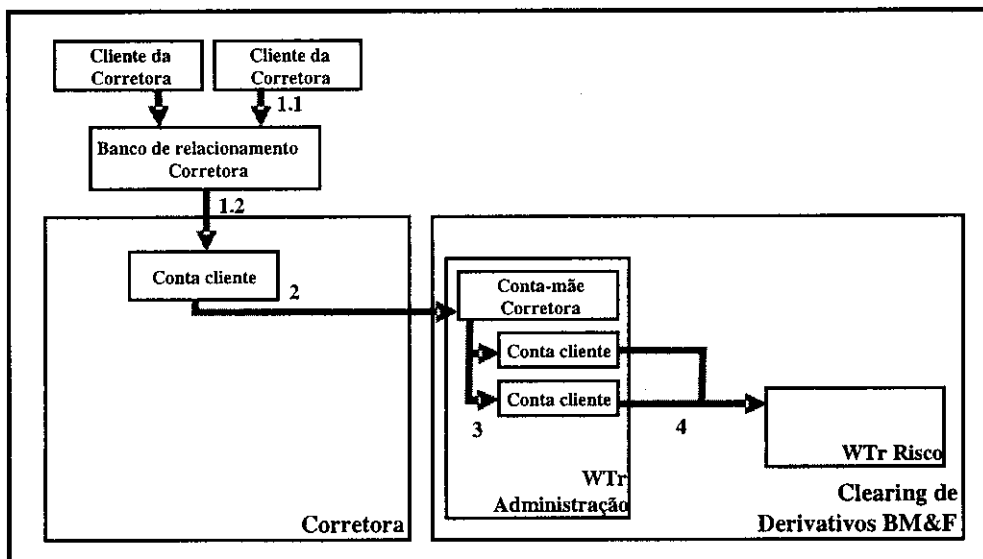 Cliente da
Corretora
Cliente da
Corretora
1.1
Banco de relacionamento
Corretora
1.2
Conta cliente
2
Conta-mãe
Corretora
Conta cliente
Conta cliente
3
4
WTr Risco
WTr
Administração
Corretora
Clearing de
Derivativos BM&F